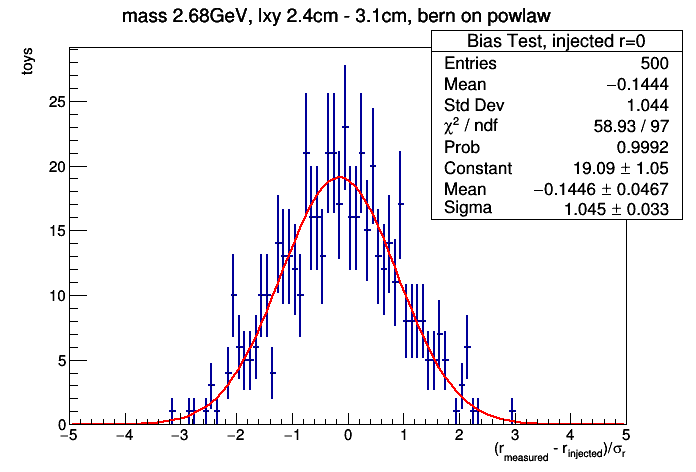 mass 2.68GeV, lxy 2.4cm - 3.1cm, bern on powlaw
toys
Bias Test, injected r=0
Entries 500
Mean −0.1444
Std Dev 1.044
χ² / ndf 58.93 / 97
Prob 0.9992
Constant 19.09 ± 1.05
Mean −0.1446 ± 0.0467
Sigma 1.045 ± 0.033
25
20
15
10
5
0
−5 −4 −3 −2 −1 0 1 2 3 4 5
(r_measured - r_injected)/σ_r